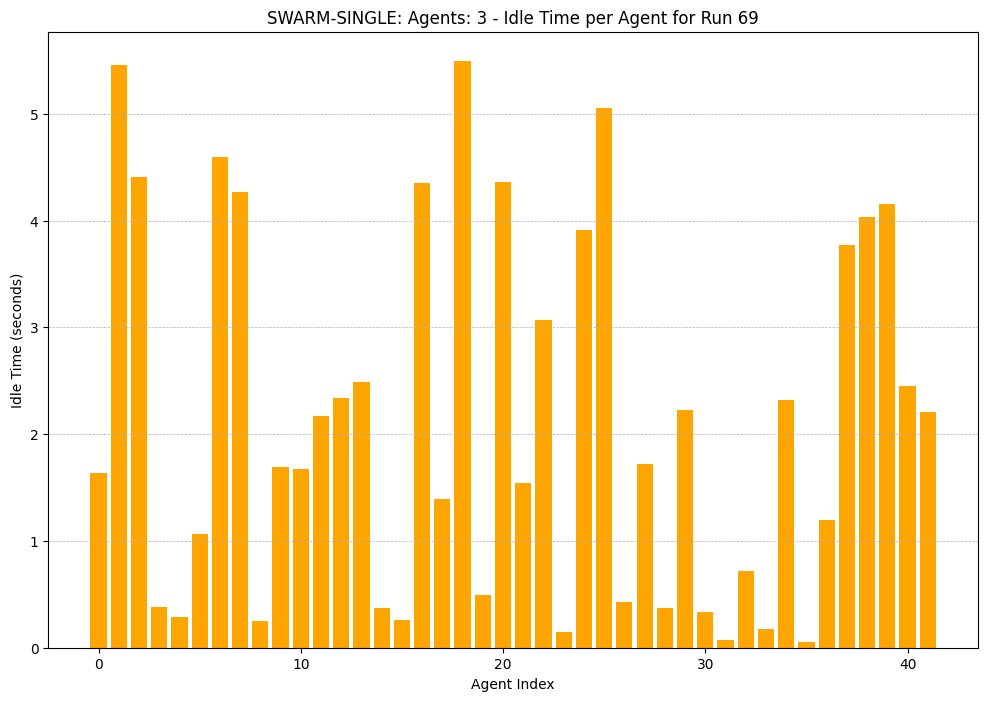 SWARM-SINGLE: Agents: 3 - Idle Time per Agent for Run 69
Idle Time (seconds)
5
4
3
2
1
0
0 10 20 30 40
Agent Index